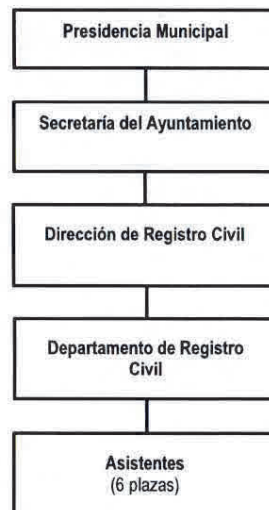 Presidencia Municipal
Secretaría del Ayuntamiento
Dirección de Registro Civil
Departamento de Registro
Civil
Asistentes
(6 plazas)